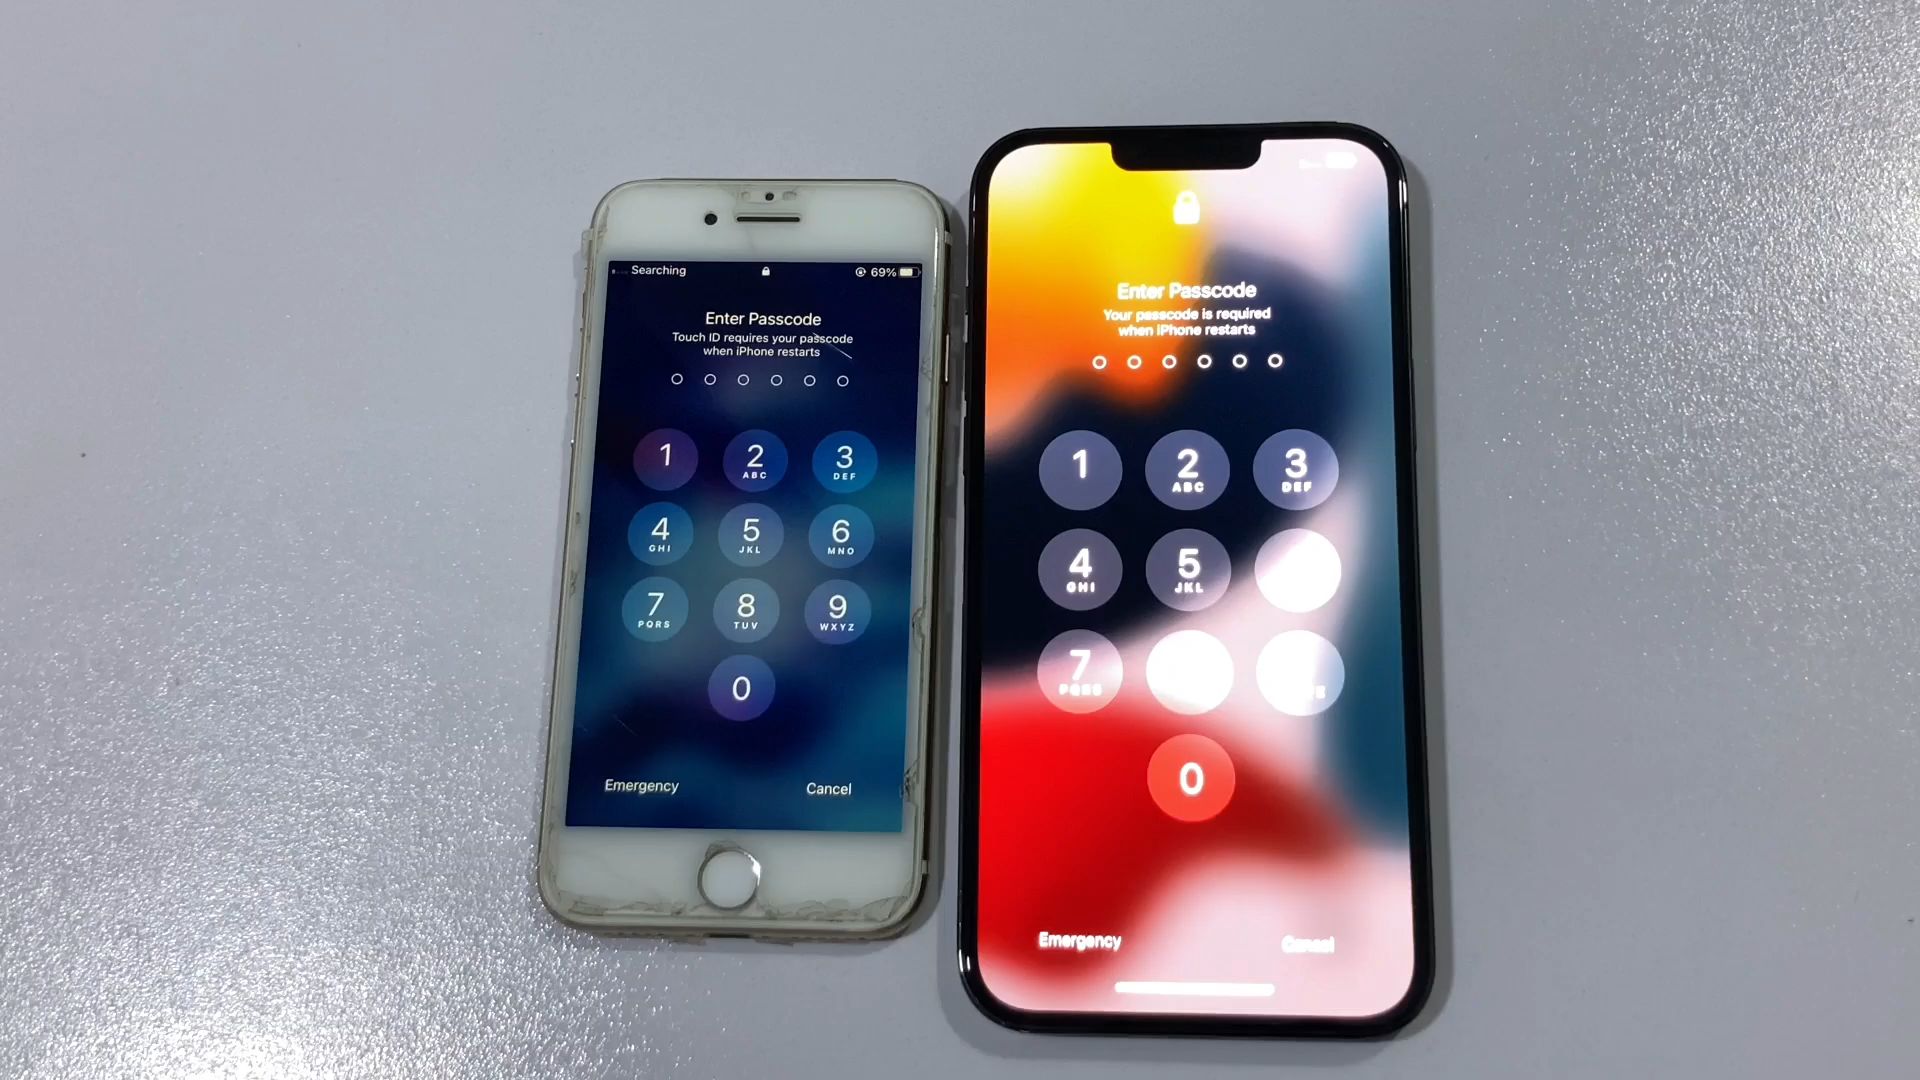 Searching
69%
Enter Passcode
Touch ID requires your passcode
when iPhone restarts
1
2
ABC
3
DEF
4
GHI
5
JKL
6
MNO
7
PQRS
8
TUV
9
WXYZ
0
Emergency
Cancel
Enter Passcode
Your passcode is required
when iPhone restarts
1
2
ABC
3
DEF
4
GHI
5
JKL
7
PQRS
0
Emergency
Cancel